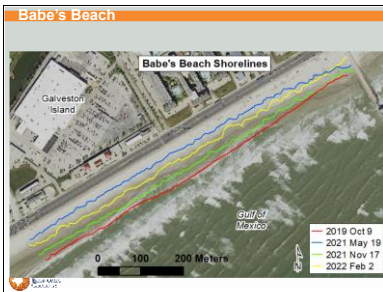 Babe's Beach
Babe's Beach Shorelines
Galveston
Island
Gulf of
Mexico
0 100 200 Meters
2019 Oct 9
2021 May 19
2021 Nov 17
2022 Feb 2